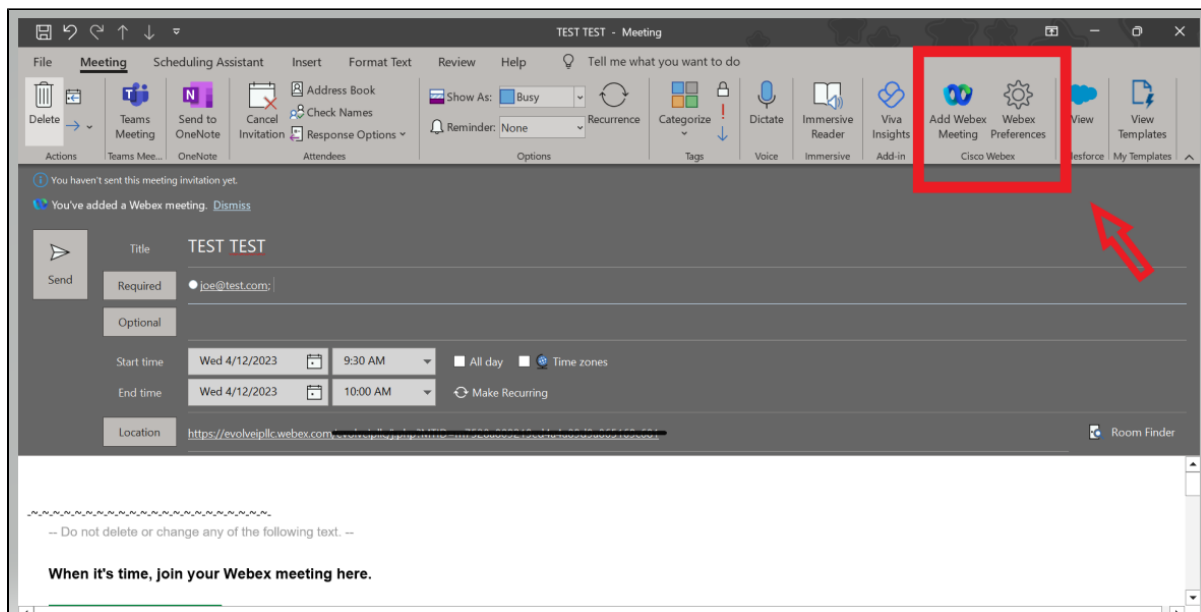 TEST TEST - Meeting
File Meeting Scheduling Assistant Insert Format Text Review Help Tell me what you want to do
Delete
Teams Meeting
Send to OneNote
Cancel Invitation
Address Book
Check Names
Response Options
Show As: Busy
Reminder: None
Recurrence
Categorize
Dictate
Immersive Reader
Viva Insights
Add Webex Meeting
Webex Preferences
View
View Templates
Actions Teams Mee... OneNote Attendees Options Tags Voice Immersive Add-in Cisco Webex lesforce My Templates
You haven't sent this meeting invitation yet.
You've added a Webex meeting. Dismiss
Send
Title TEST TEST
Required joe@test.com;
Optional
Start time Wed 4/12/2023 9:30 AM All day Time zones
End time Wed 4/12/2023 10:00 AM Make Recurring
Location https://evolveipllc.webex.com/ Room Finder
-~-~-~-~-~-~-~-~-~-~-~-~-~-~-~-~-~-~-~-~-~-~-
-- Do not delete or change any of the following text. --
When it's time, join your Webex meeting here.